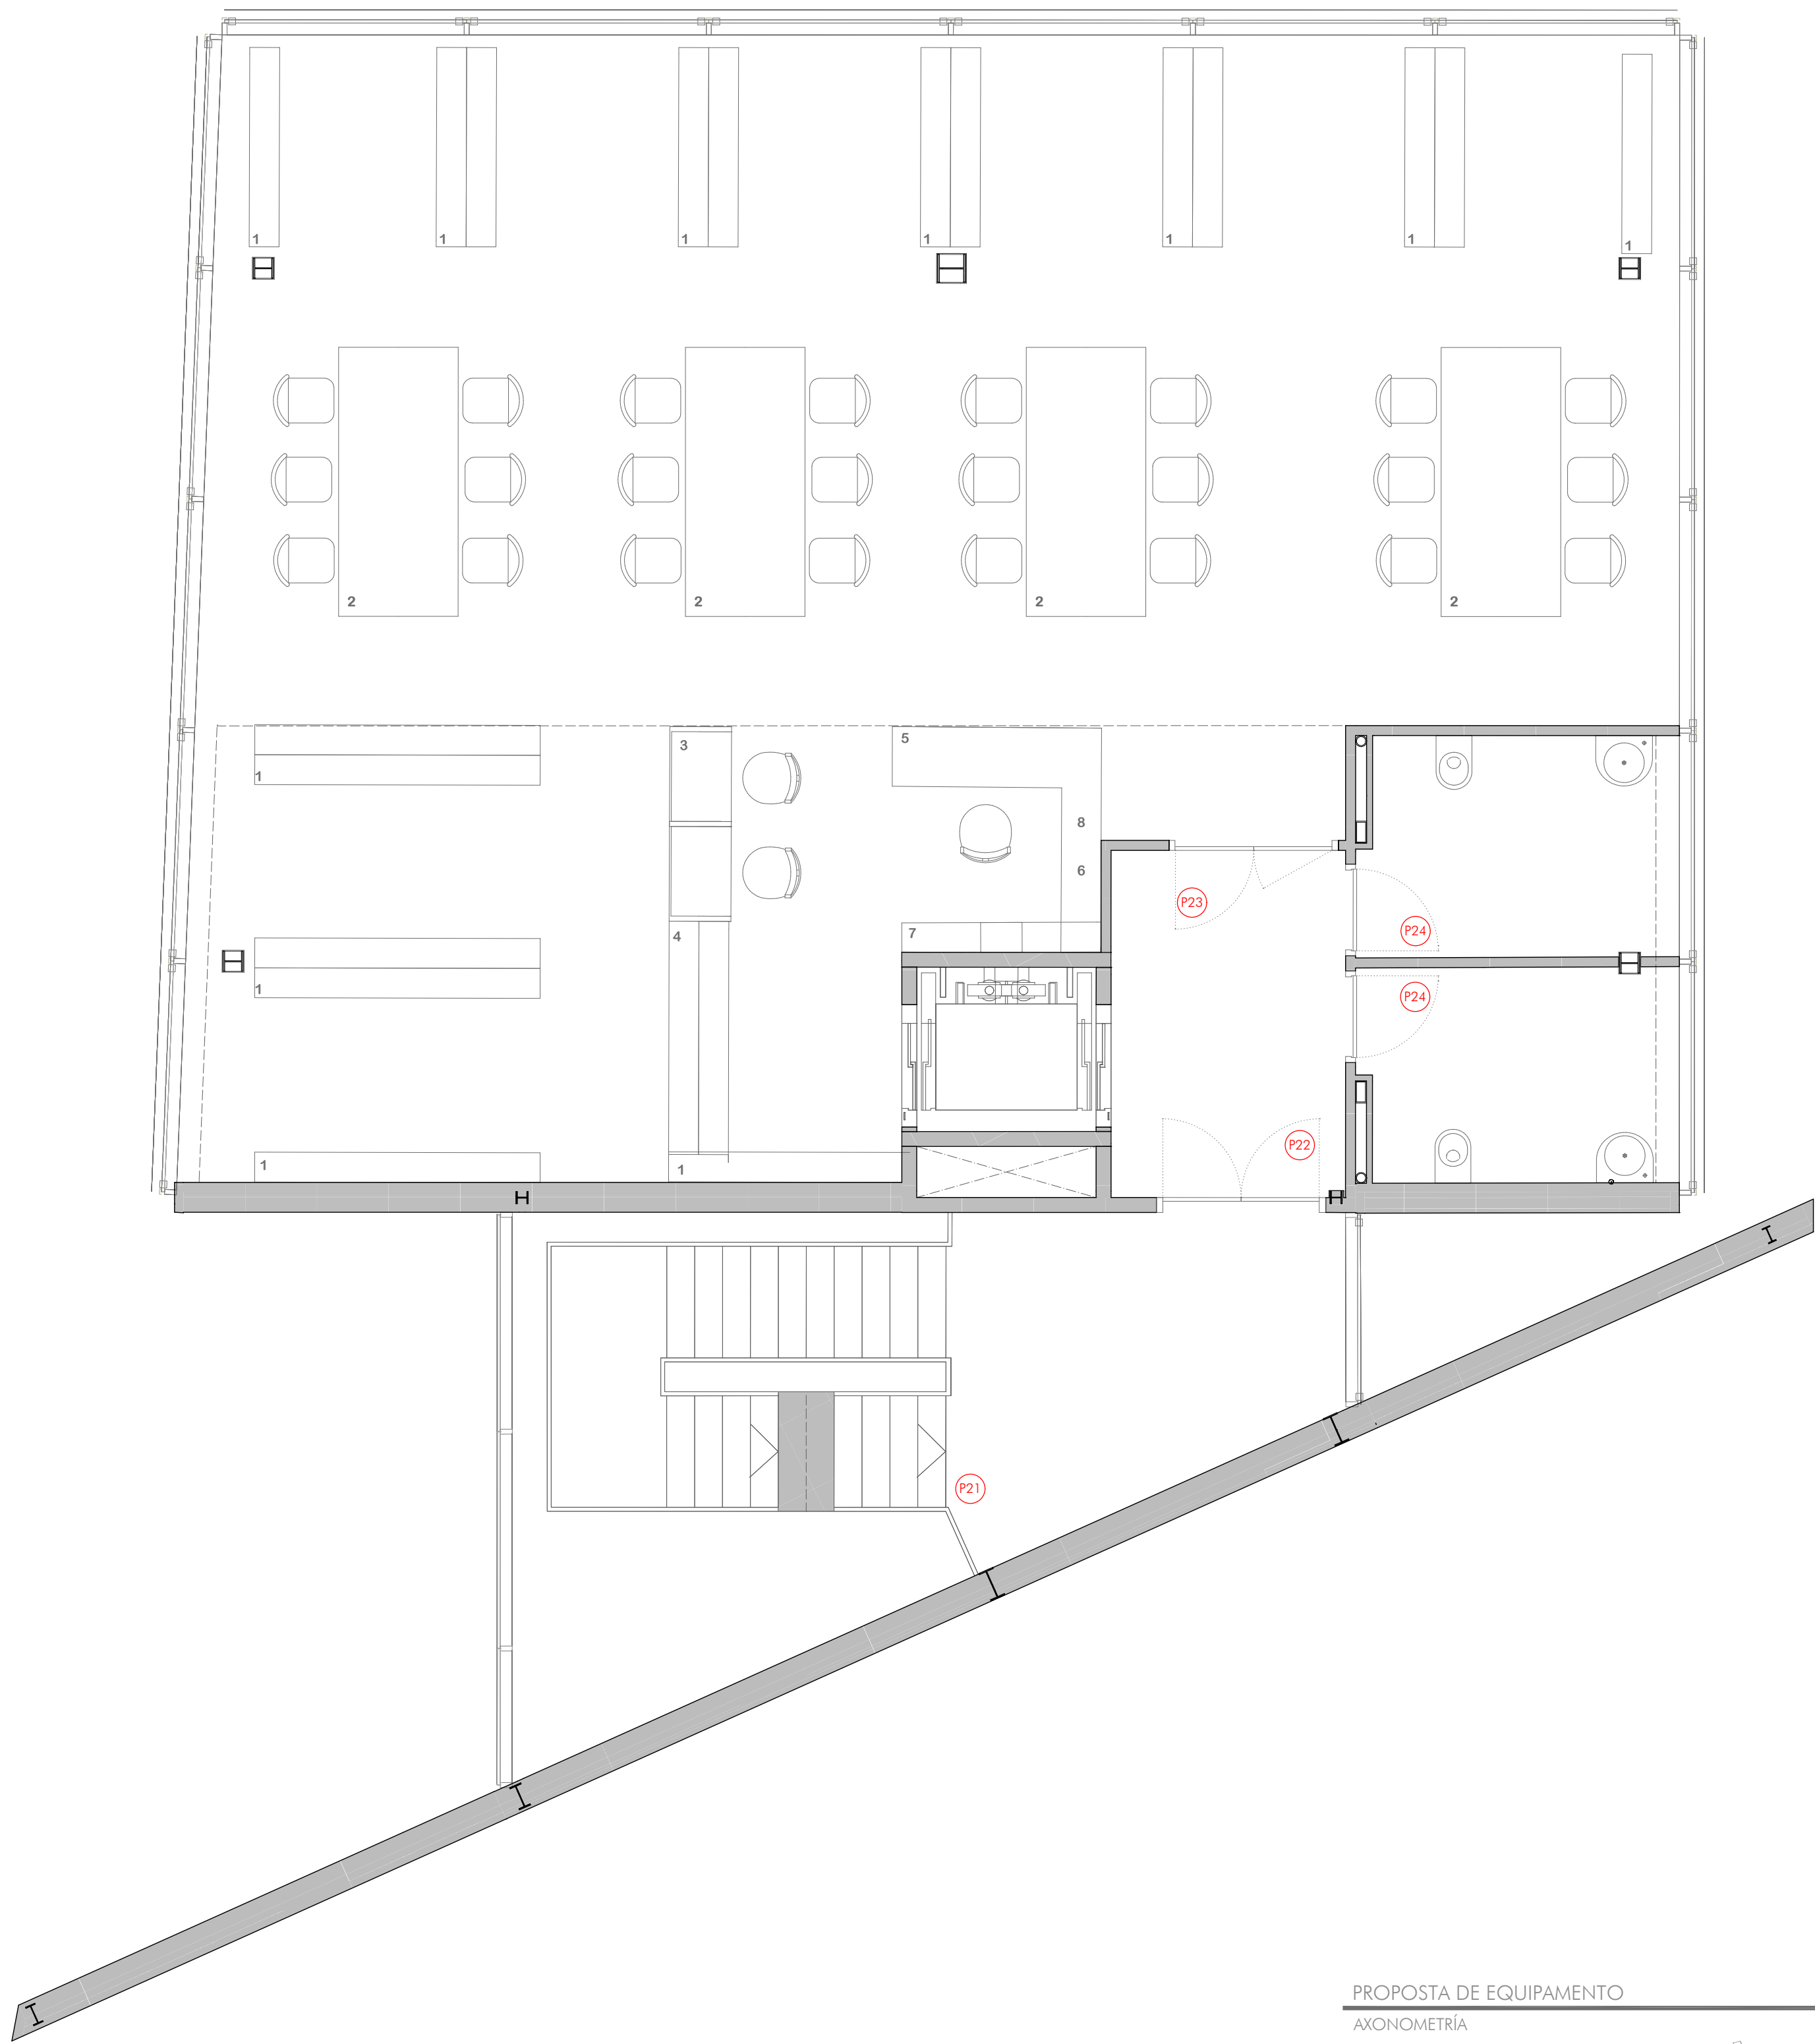 1 1 1 1 1 1 1
2 2 2 2
3 5
1
8
6
P23
4 7 P24
1 P24
P22
1 1
P21
PROPOSTA DE EQUIPAMENTO
AXONOMETRÍA